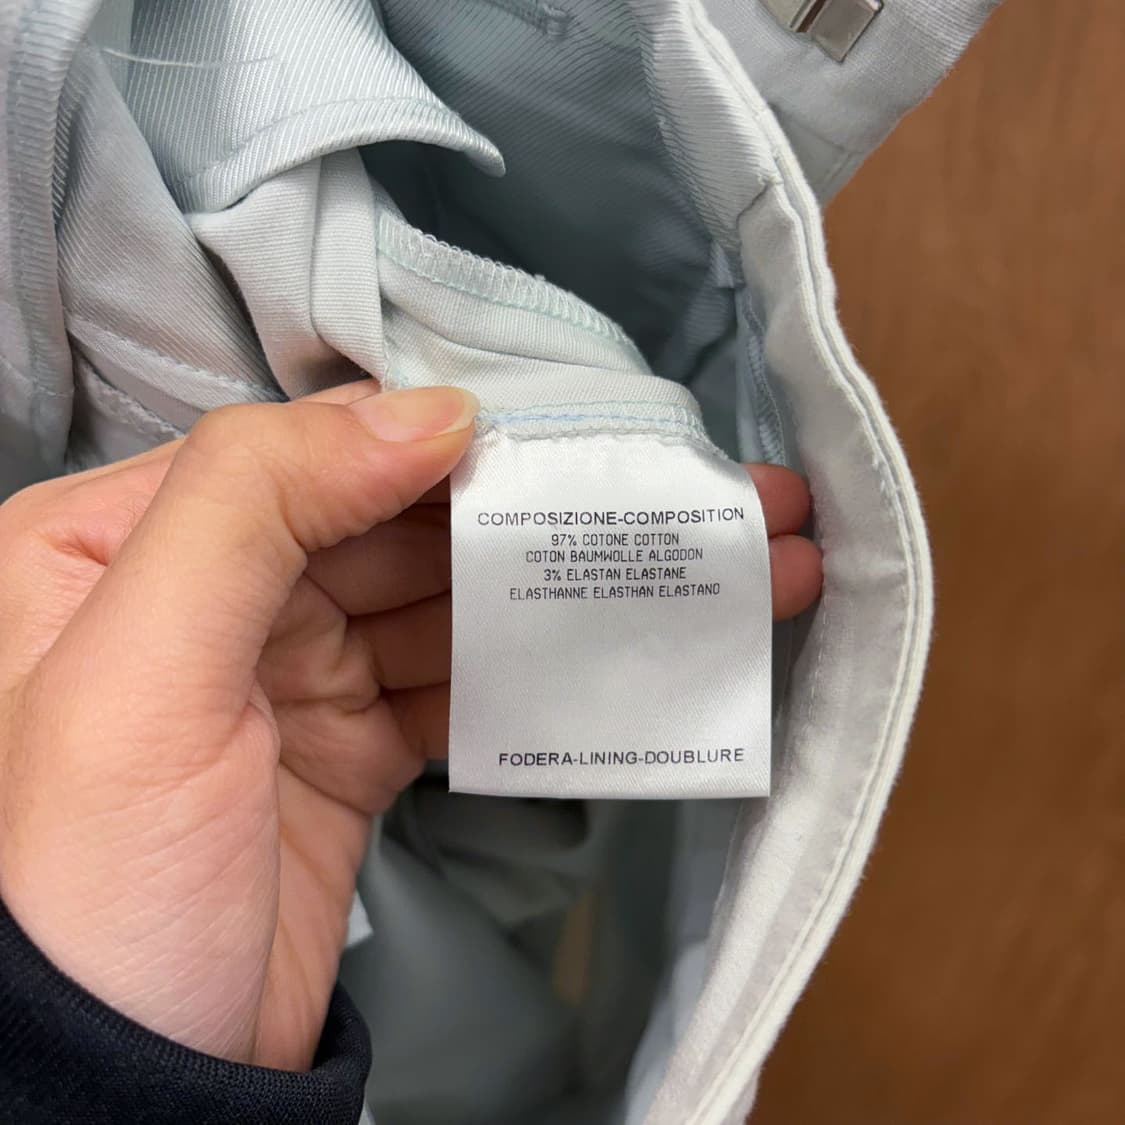 COMPOSIZIONE-COMPOSITION
97% COTONE COTTON
COTON BAUMWOLLE ALGODON
3% ELASTAN ELASTANE
ELASTHANNE ELASTHAN ELASTANO
FODERA-LINING-DOUBLURE